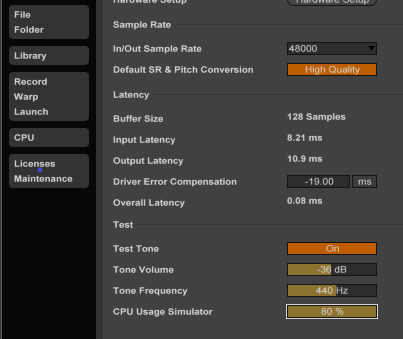 Hardware Setup Hardware Setup
File
Folder
Library
Record
Warp
Launch
CPU
Licenses
Maintenance
Sample Rate
In/Out Sample Rate 48000
Default SR & Pitch Conversion High Quality
Latency
Buffer Size 128 Samples
Input Latency 8.21 ms
Output Latency 10.9 ms
Driver Error Compensation -19.00 ms
Overall Latency 0.08 ms
Test
Test Tone On
Tone Volume -36 dB
Tone Frequency 440 Hz
CPU Usage Simulator 80 %